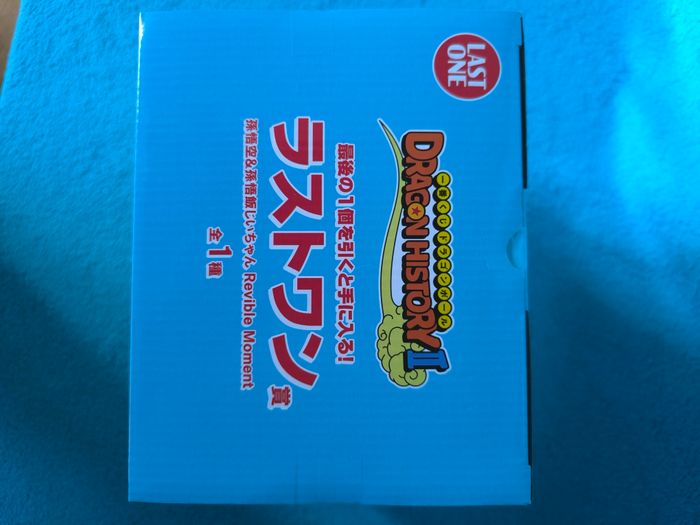 LAST
ONE
一番くじ ドラゴンボール
DRAGON HISTORY II
最後の1個を引くと手に入る!
ラストワン賞
孫悟空&孫悟飯じいちゃん Revible Moment
全1種